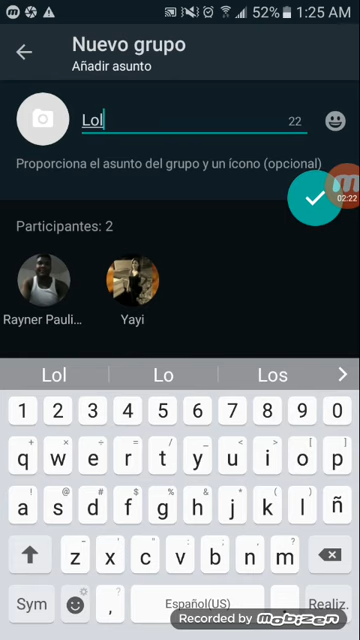 52% 1:25 AM
Nuevo grupo
Añadir asunto
Lol
22
Proporciona el asunto del grupo y un ícono (opcional)
02:22
Participantes: 2
Rayner Pauli... Yayi
Lol Lo Los
1 2 3 4 5 6 7 8 9 0
q w e r t y u i o p
a s d f g h j k l ñ
z x c v b n m
Sym , Español(US) . Realiz.
Recorded by Mobizen